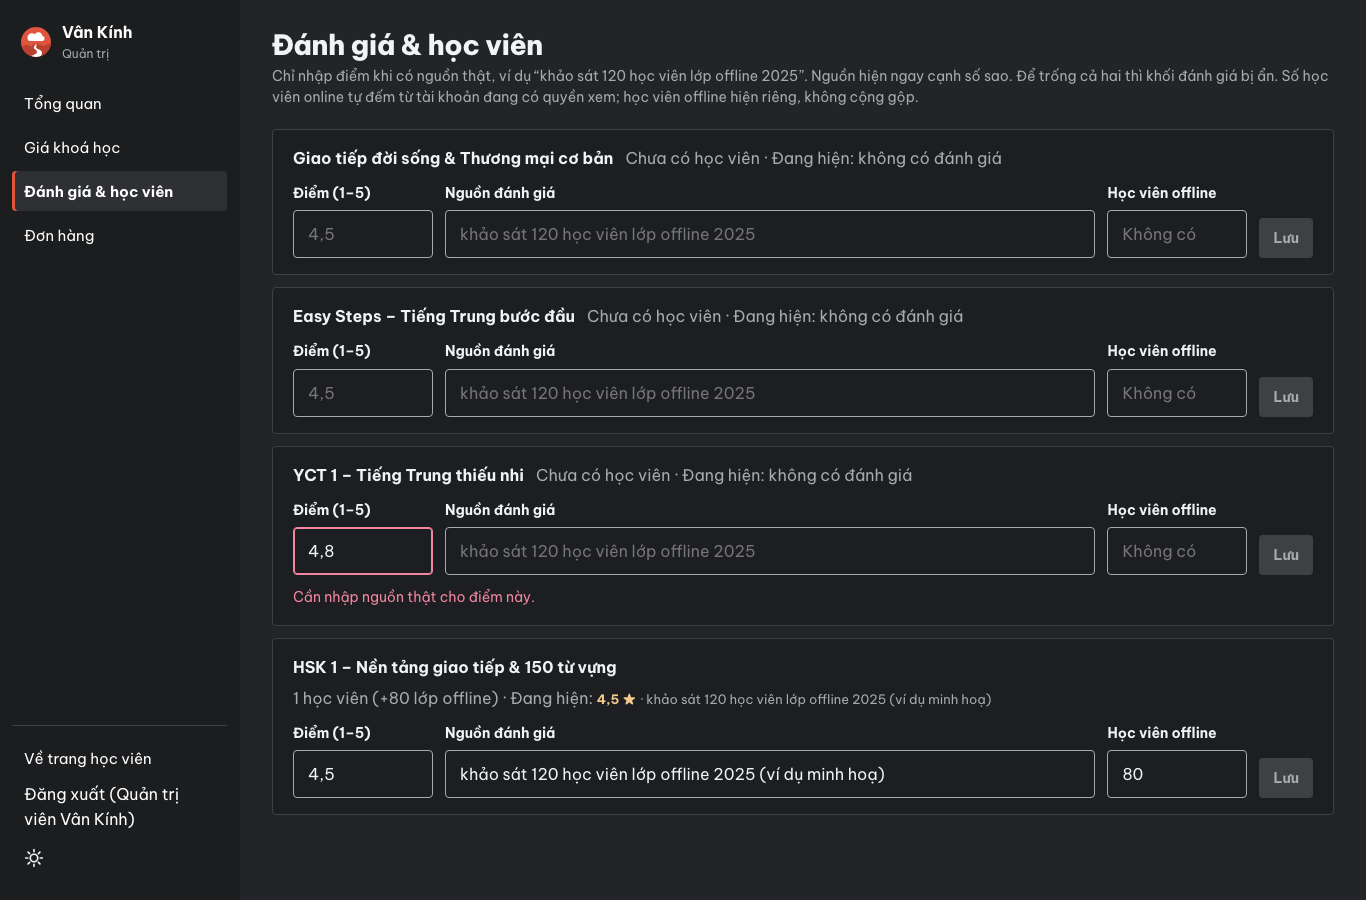 Vân Kính
Quản trị
Tổng quan
Giá khoá học
Đánh giá & học viên
Đơn hàng
Về trang học viên
Đăng xuất (Quản trị
viên Vân Kính)
Đánh giá & học viên
Chỉ nhập điểm khi có nguồn thật, ví dụ “khảo sát 120 học viên lớp offline 2025”. Nguồn hiện ngay cạnh số sao. Để trống cả hai thì khối đánh giá bị ẩn. Số học
viên online tự đếm từ tài khoản đang có quyền xem; học viên offline hiện riêng, không cộng gộp.
Giao tiếp đời sống & Thương mại cơ bản Chưa có học viên · Đang hiện: không có đánh giá
Điểm (1–5) Nguồn đánh giá Học viên offline
4,5 khảo sát 120 học viên lớp offline 2025 Không có Lưu
Easy Steps – Tiếng Trung bước đầu Chưa có học viên · Đang hiện: không có đánh giá
Điểm (1–5) Nguồn đánh giá Học viên offline
4,5 khảo sát 120 học viên lớp offline 2025 Không có Lưu
YCT 1 – Tiếng Trung thiếu nhi Chưa có học viên · Đang hiện: không có đánh giá
Điểm (1–5) Nguồn đánh giá Học viên offline
4,8 khảo sát 120 học viên lớp offline 2025 Không có Lưu
Cần nhập nguồn thật cho điểm này.
HSK 1 – Nền tảng giao tiếp & 150 từ vựng
1 học viên (+80 lớp offline) · Đang hiện: 4,5 ★ · khảo sát 120 học viên lớp offline 2025 (ví dụ minh hoạ)
Điểm (1–5) Nguồn đánh giá Học viên offline
4,5 khảo sát 120 học viên lớp offline 2025 (ví dụ minh hoạ) 80 Lưu